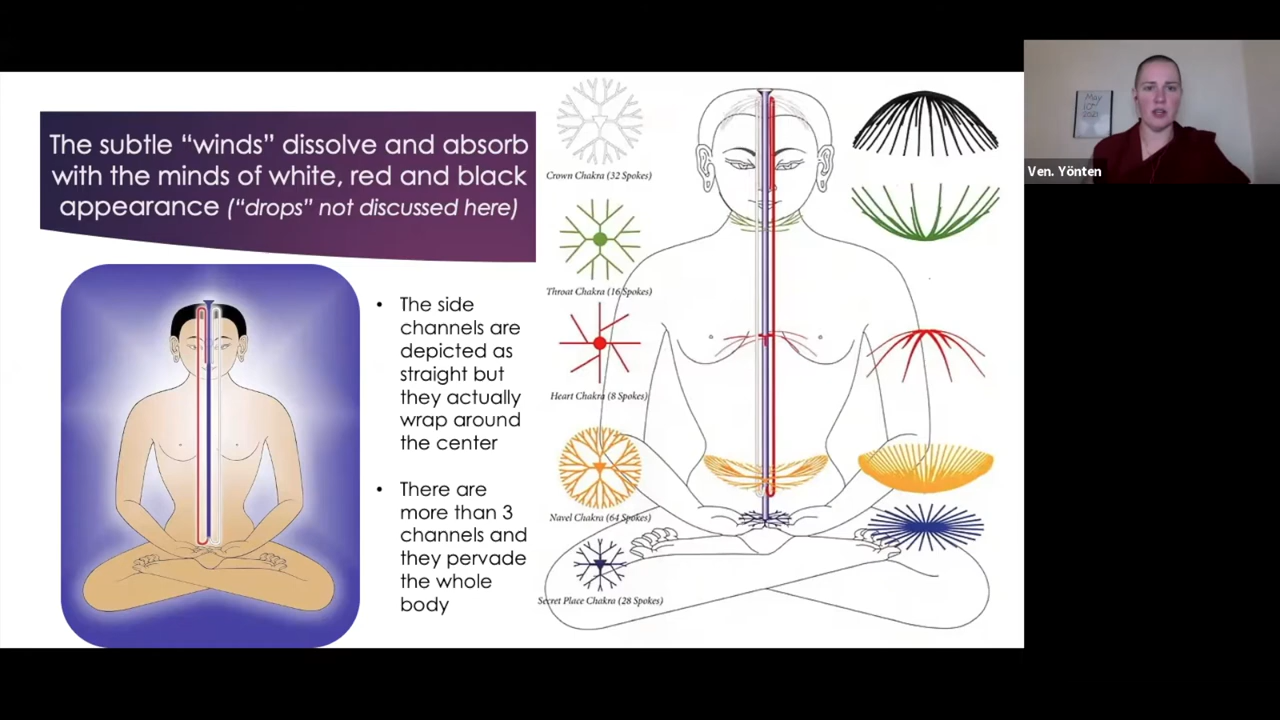 The subtle “winds” dissolve and absorb
with the minds of white, red and black
appearance (“drops” not discussed here)
• The side
channels are
depicted as
straight but
they actually
wrap around
the center
• There are
more than 3
channels and
they pervade
the whole
body
Crown Chakra (32 Spokes)
Throat Chakra (16 Spokes)
Heart Chakra (8 Spokes)
Navel Chakra (64 Spokes)
Secret Place Chakra (28 Spokes)
May
10th
2021
Ven. Yönten